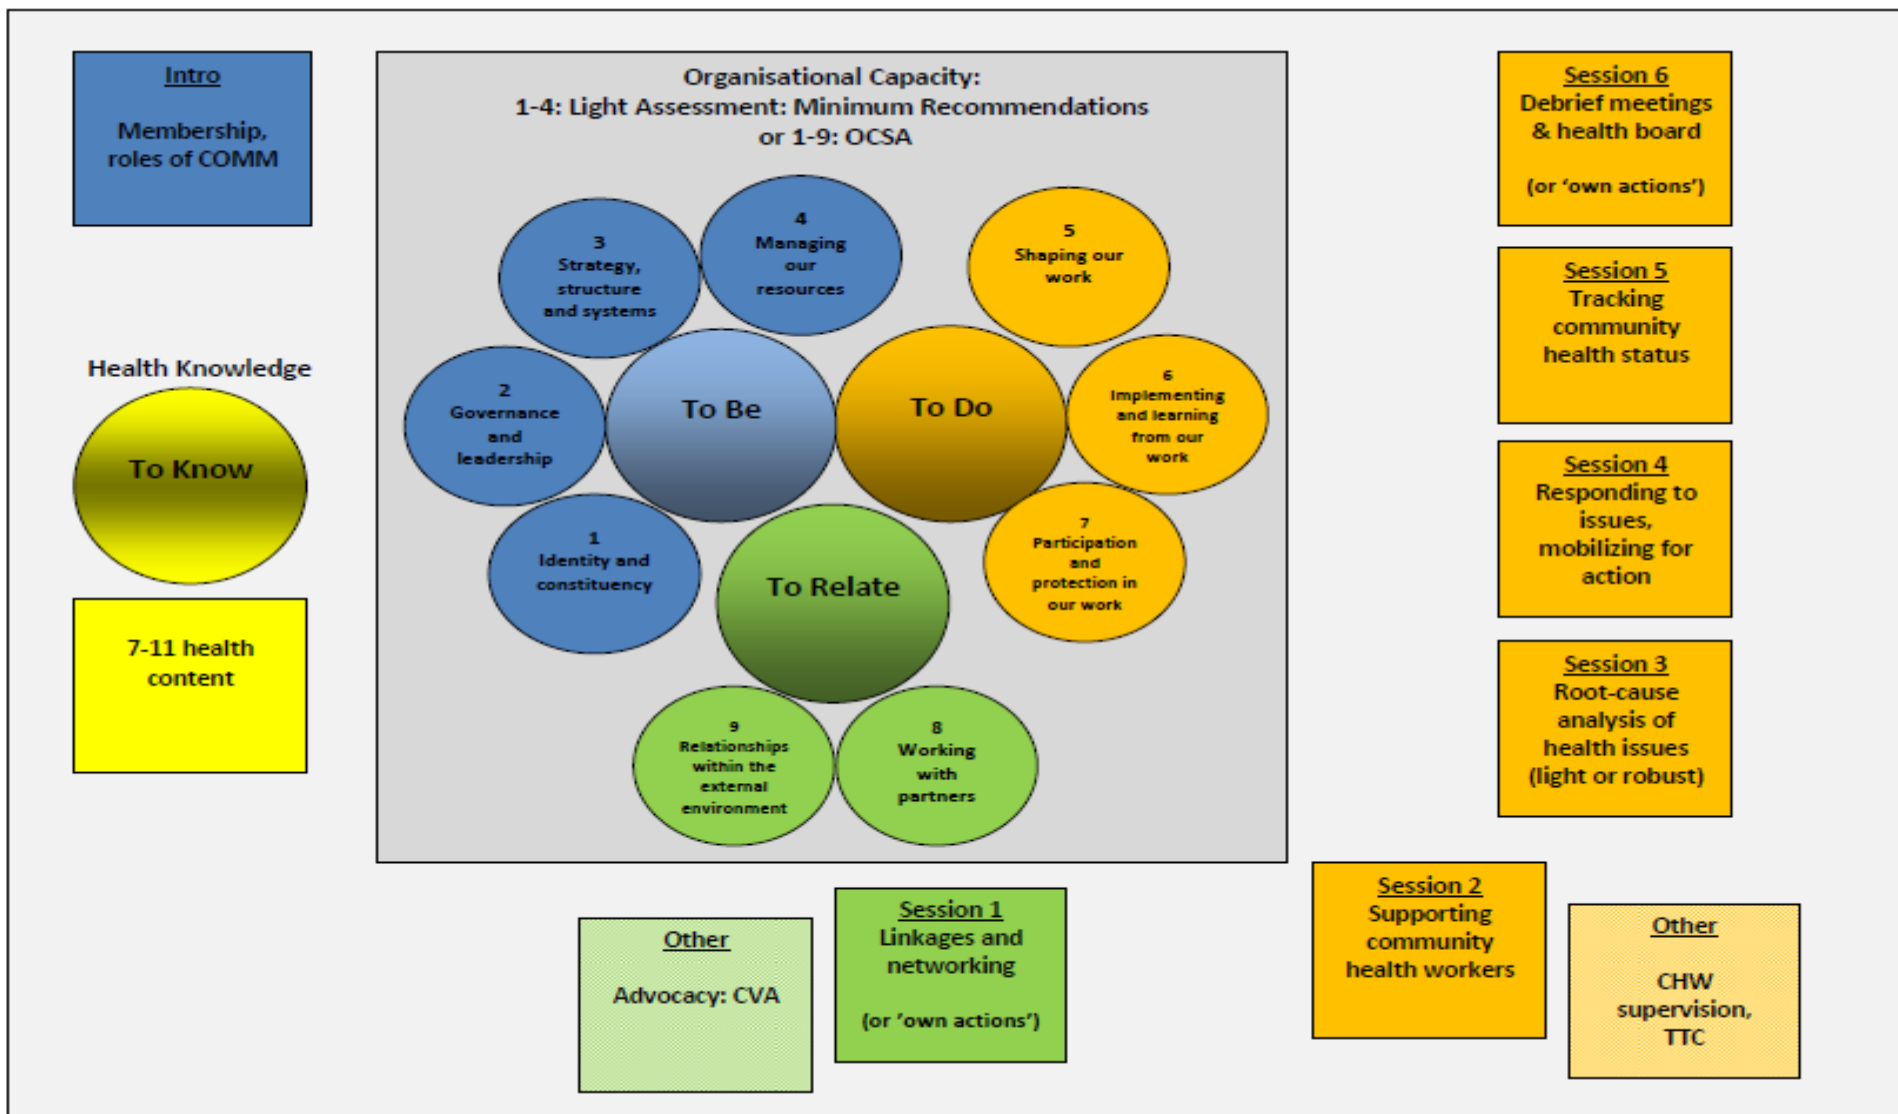 Intro
Membership,
roles of COMM
Health Knowledge
To Know
7-11 health
content
Organisational Capacity:
1-4: Light Assessment: Minimum Recommendations
or 1-9: OCSA
1
Identity and
constituency
2
Governance
and
leadership
3
Strategy,
structure
and systems
4
Managing
our
resources
To Be
To Do
To Relate
5
Shaping our
work
6
Implementing
and learning
from our
work
7
Participation
and
protection in
our work
8
Working
with
partners
9
Relationships
within the
external
environment
Other
Advocacy: CVA
Session 1
Linkages and
networking
(or ’own actions’)
Session 2
Supporting
community
health workers
Other
CHW
supervision,
TTC
Session 3
Root-cause
analysis of
health issues
(light or robust)
Session 4
Responding to
issues,
mobilizing for
action
Session 5
Tracking
community
health status
Session 6
Debrief meetings
& health board
(or ‘own actions’)